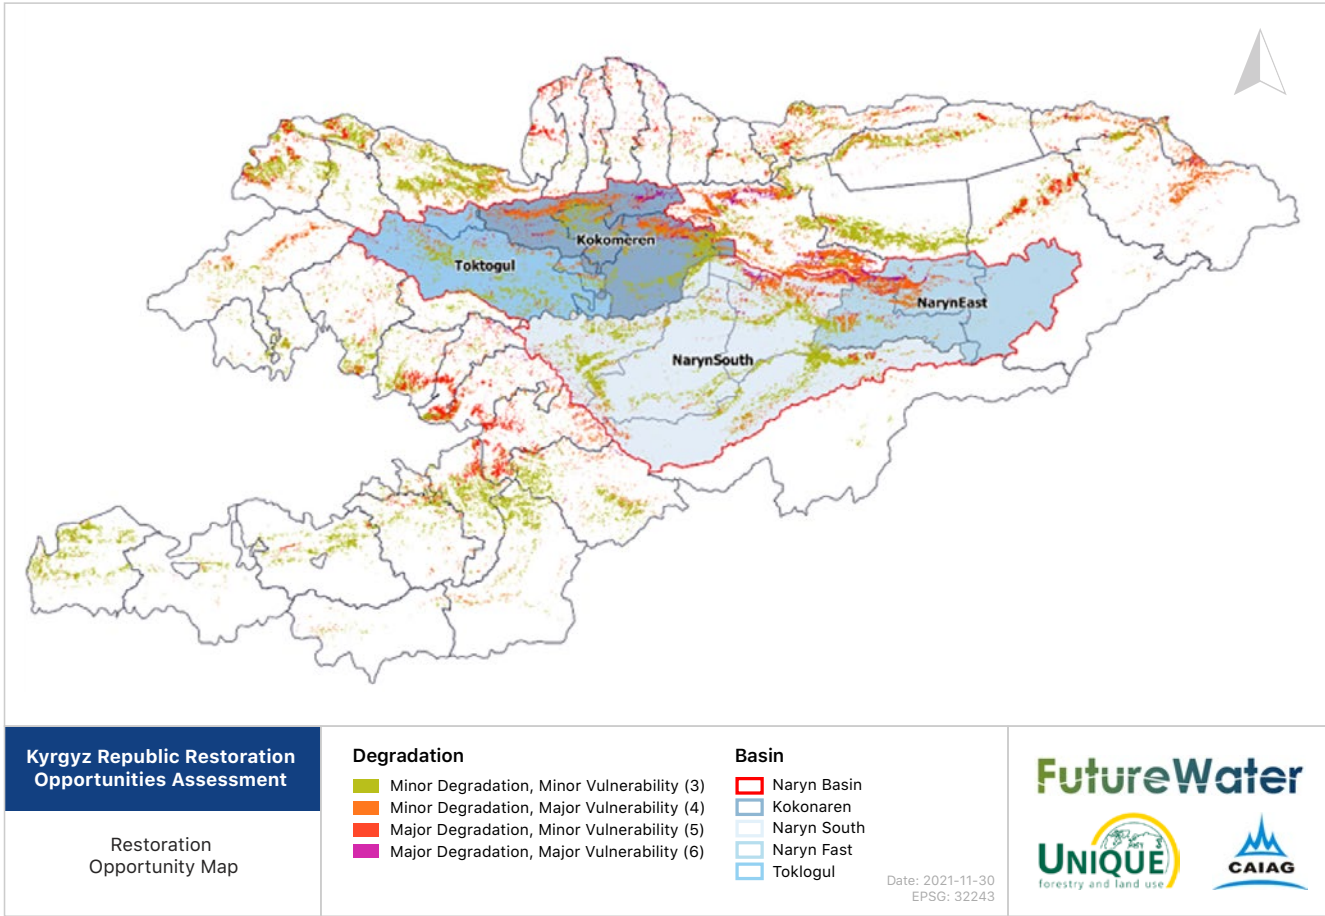 Kokomeren
Toktogul
NarynEast
NarynSouth
Kyrgyz Republic Restoration
Opportunities Assessment
Restoration
Opportunity Map
Degradation
Minor Degradation, Minor Vulnerability (3)
Minor Degradation, Major Vulnerability (4)
Major Degradation, Minor Vulnerability (5)
Major Degradation, Major Vulnerability (6)
Basin
Naryn Basin
Kokonaren
Naryn South
Naryn Fast
Toklogul
Date: 2021-11-30
EPSG: 32243
FutureWater
UNIQUE
forestry and land use
CAIAG